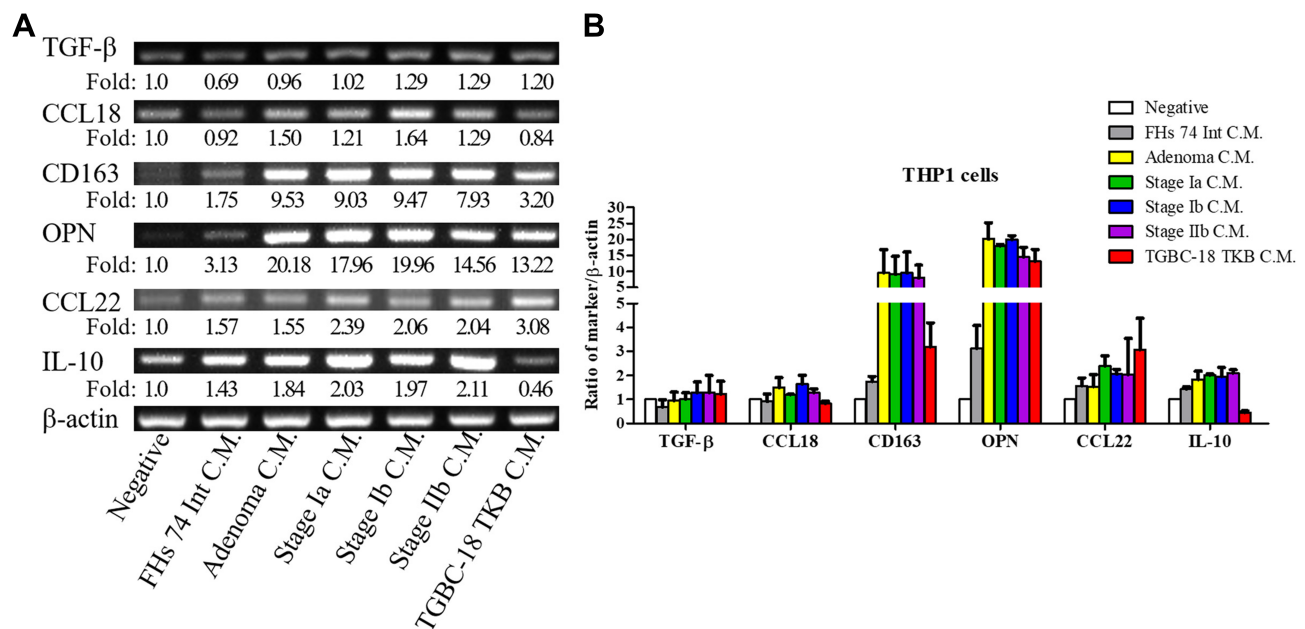 A
TGF-β
Fold: 1.0 0.69 0.96 1.02 1.29 1.29 1.20
CCL18
Fold: 1.0 0.92 1.50 1.21 1.64 1.29 0.84
CD163
Fold: 1.0 1.75 9.53 9.03 9.47 7.93 3.20
OPN
Fold: 1.0 3.13 20.18 17.96 19.96 14.56 13.22
CCL22
Fold: 1.0 1.57 1.55 2.39 2.06 2.04 3.08
IL-10
Fold: 1.0 1.43 1.84 2.03 1.97 2.11 0.46
β-actin
Negative
FHs 74 Int C.M.
Adenoma C.M.
Stage Ia C.M.
Stage Ib C.M.
Stage IIb C.M.
TGBC-18 TKB C.M.
B
Negative
FHs 74 Int C.M.
Adenoma C.M.
Stage Ia C.M.
Stage Ib C.M.
Stage IIb C.M.
TGBC-18 TKB C.M.
THP1 cells
Ratio of marker/β-actin
30
25
20
15
10
5
5
4
3
2
1
0
TGF-β CCL18 CD163 OPN CCL22 IL-10